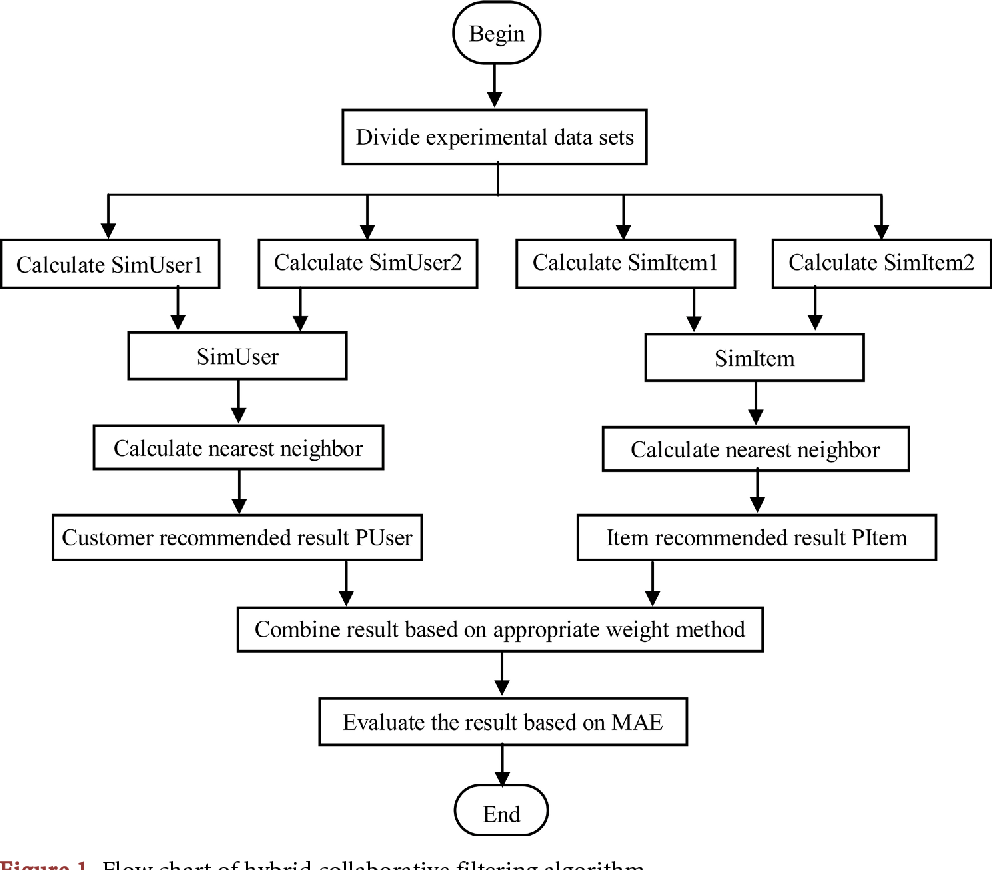 Begin
Divide experimental data sets
Calculate SimUser1
Calculate SimUser2
Calculate SimItem1
Calculate SimItem2
SimUser
SimItem
Calculate nearest neighbor
Calculate nearest neighbor
Customer recommended result PUser
Item recommended result PItem
Combine result based on appropriate weight method
Evaluate the result based on MAE
End
Figure 1. Flow chart of hybrid collaborative filtering algorithm